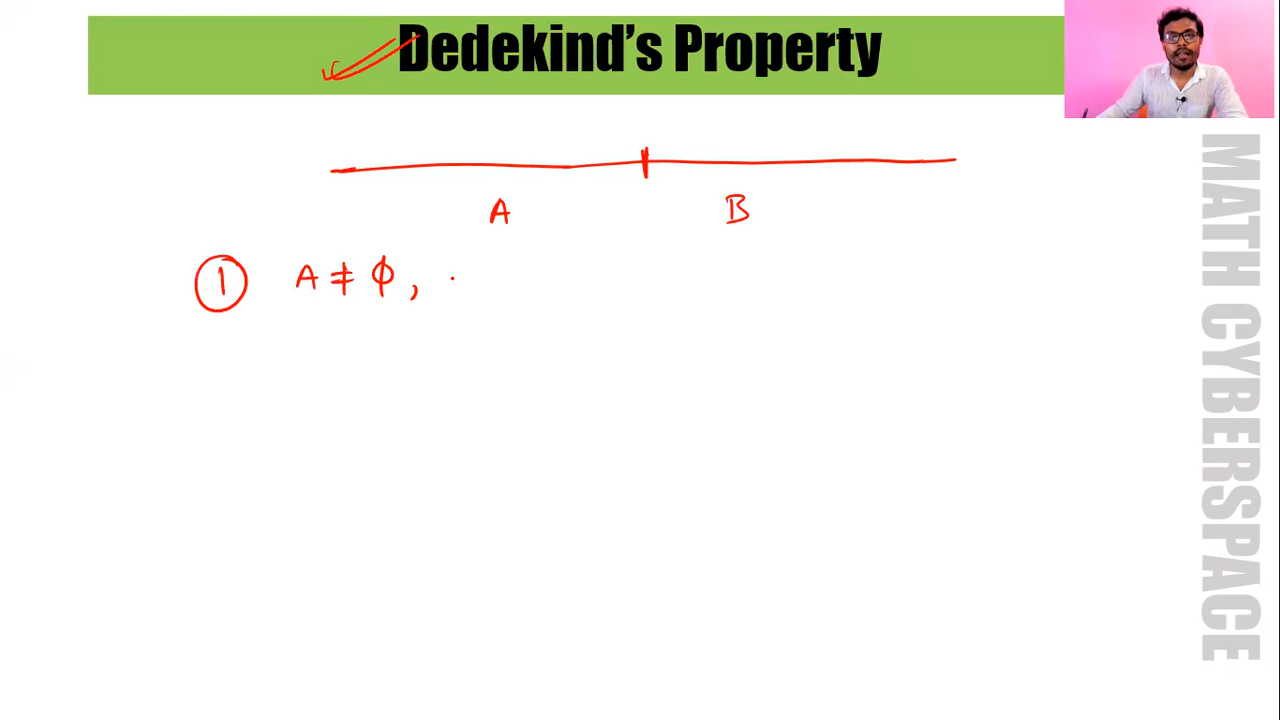 Dedekind's Property
A B
1 A ≠ ϕ ,
MATH CYBERSPACE